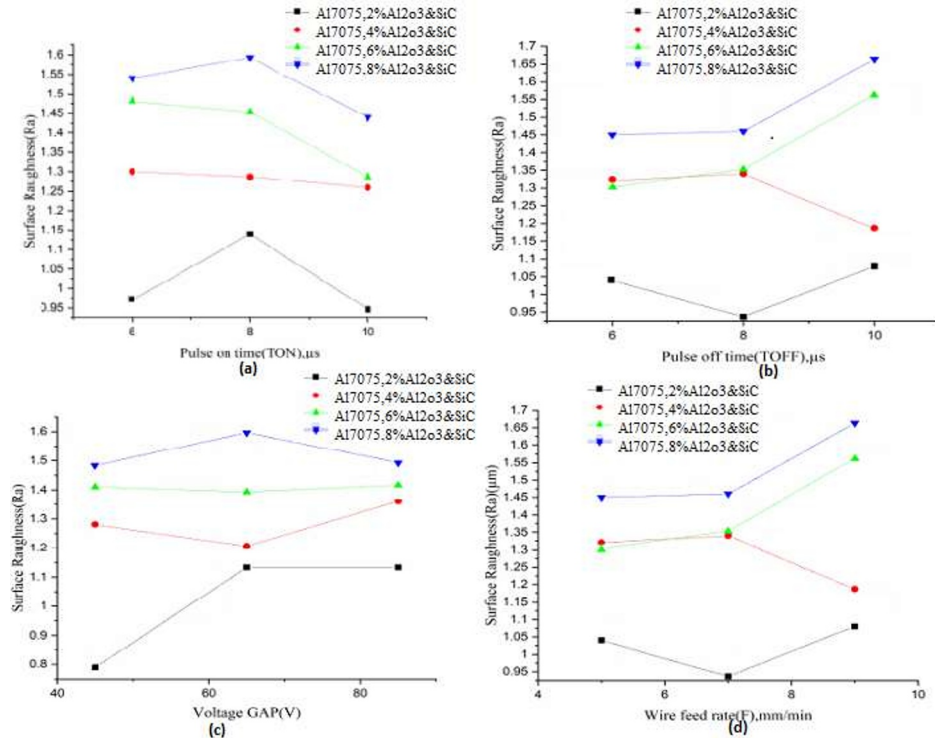 Al7075,2%Al2o3&SiC
Al7075,4%Al2o3&SiC
Al7075,6%Al2o3&SiC
Al7075.8%Al2o3&SiC
1.6
1.55
1.5
1.45
1.4
1.35
1.3
1.25
1.2
1.15
1.1
1.05
1
0.95
Surface Raughness(Ra)
6
8
10
Pulse on time(TON),µs
(a)
Al7075,2%Al2o3&SiC
Al7075,4%Al2o3&SiC
Al7075,6%Al2o3&SiC
Al7075.8%Al2o3&SiC
1.7
1.65
1.6
1.55
1.5
1.45
1.4
1.35
1.3
1.25
1.2
1.15
1.1
1.05
1
0.95
Surface Raughness(Ra)
6
8
10
Pulse off time(TOFF),µs
(b)
Al7075,2%Al2o3&SiC
Al7075,4%Al2o3&SiC
Al7075,6%Al2o3&SiC
Al7075.8%Al2o3&SiC
1.6
1.5
1.4
1.3
1.2
1.1
1
0.9
0.8
Surface Raughness(Ra)
40
60
80
Voltage GAP(V)
(c)
Al7075,2%Al2o3&SiC
Al7075,4%Al2o3&SiC
Al7075,6%Al2o3&SiC
Al7075.8%Al2o3&SiC
1.7
1.65
1.6
1.55
1.5
1.45
1.4
1.35
1.3
1.25
1.2
1.15
1.1
1.05
1
0.95
Surface Raughness(Ra)(µm)
4
6
8
10
Wire feed rate(F),mm/min
(d)